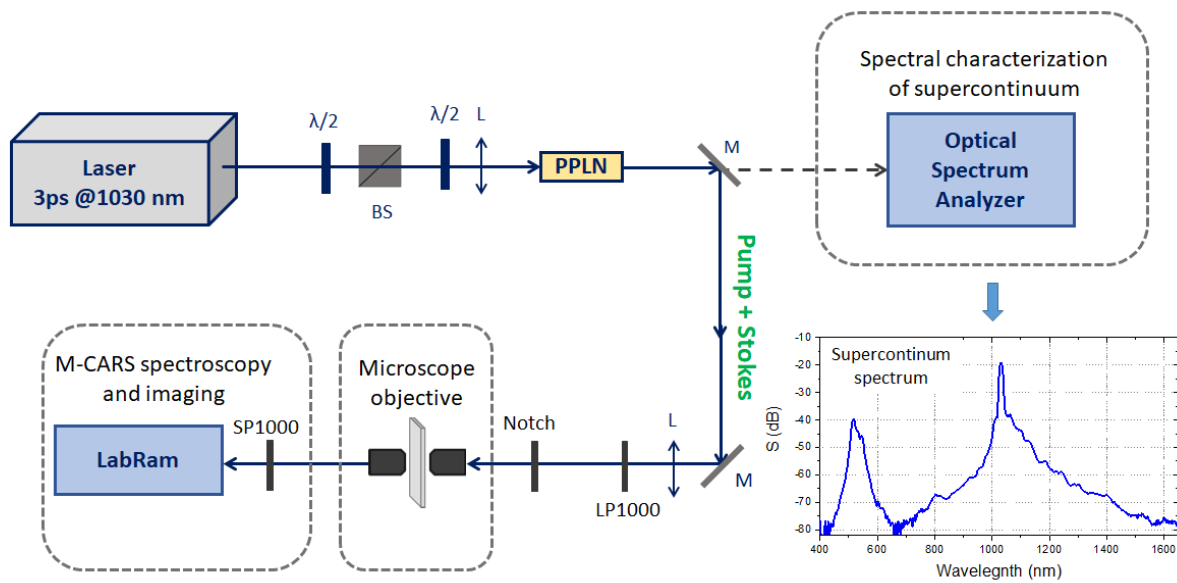 Spectral characterization
of supercontinuum
Optical
Spectrum
Analyzer
Laser
3ps @1030 nm
λ/2
BS
λ/2
L
PPLN
M
Pump + Stokes
M-CARS spectroscopy
and imaging
LabRam
SP1000
Microscope
objective
Notch
LP1000
L
M
Supercontinum
spectrum
S (dB)
-10
-20
-30
-40
-50
-60
-70
-80
400 600 800 1000 1200 1400 1600
Wavelegnth (nm)